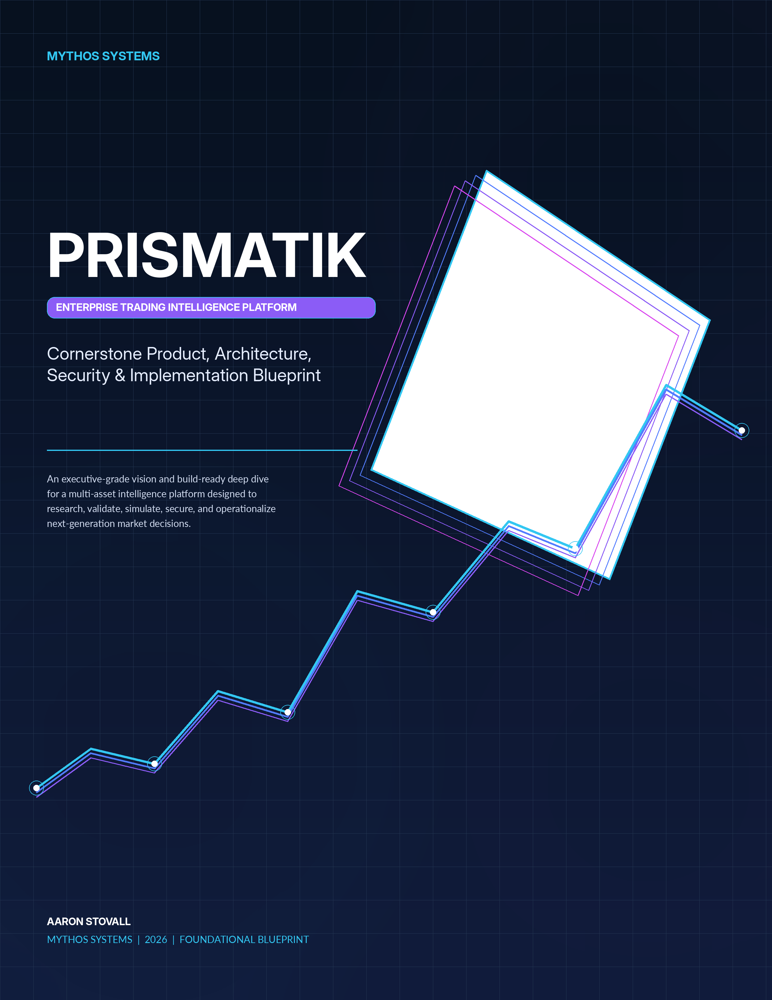 MYTHOS SYSTEMS
PRISMATIK
ENTERPRISE TRADING INTELLIGENCE PLATFORM
Cornerstone Product, Architecture,
Security & Implementation Blueprint
An executive-grade vision and build-ready deep dive
for a multi-asset intelligence platform designed to
research, validate, simulate, secure, and operationalize
next-generation market decisions.
AARON STOVALL
MYTHOS SYSTEMS | 2026 | FOUNDATIONAL BLUEPRINT